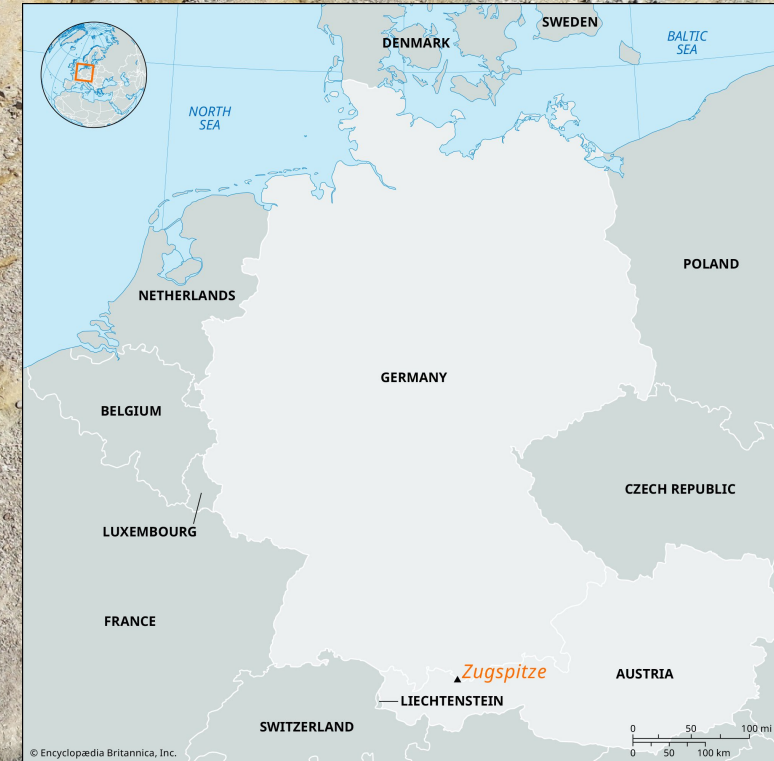 SWEDEN
DENMARK
BALTIC
SEA
NORTH
SEA
POLAND
NETHERLANDS
GERMANY
BELGIUM
CZECH REPUBLIC
LUXEMBOURG
FRANCE
Zugspitze
AUSTRIA
LIECHTENSTEIN
SWITZERLAND
0 50 100 mi
0 50 100 km
© Encyclopædia Britannica, Inc.